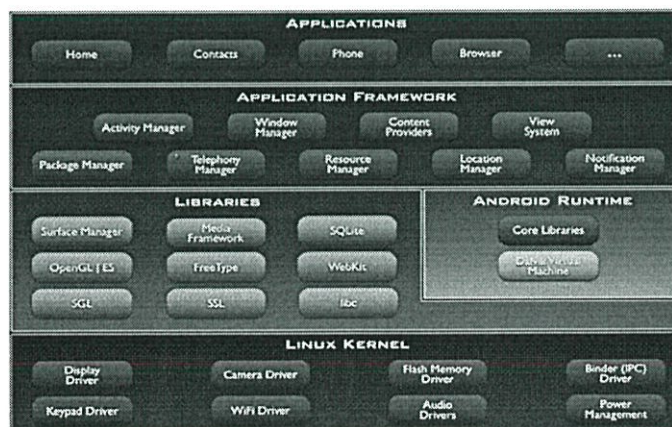 APPLICATIONS
Home Contacts Phone Browser ...
APPLICATION FRAMEWORK
Activity Manager Window Manager Content Providers View System
Package Manager Telephony Manager Resource Manager Location Manager Notification Manager
LIBRARIES
Surface Manager Media Framework SQLite
OpenGL | ES FreeType WebKit
SGL SSL libc
ANDROID RUNTIME
Core Libraries
Dalvik Virtual Machine
LINUX KERNEL
Display Driver Camera Driver Flash Memory Driver Binder (IPC) Driver
Keypad Driver WiFi Driver Audio Drivers Power Management